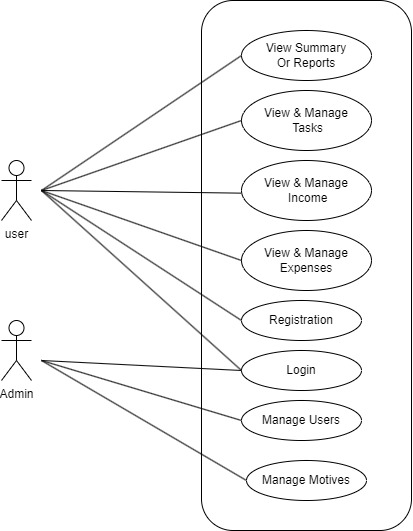 View Summary
Or Reports
View & Manage
Tasks
View & Manage
Income
user
View & Manage
Expenses
Registration
Login
Admin
Manage Users
Manage Motives